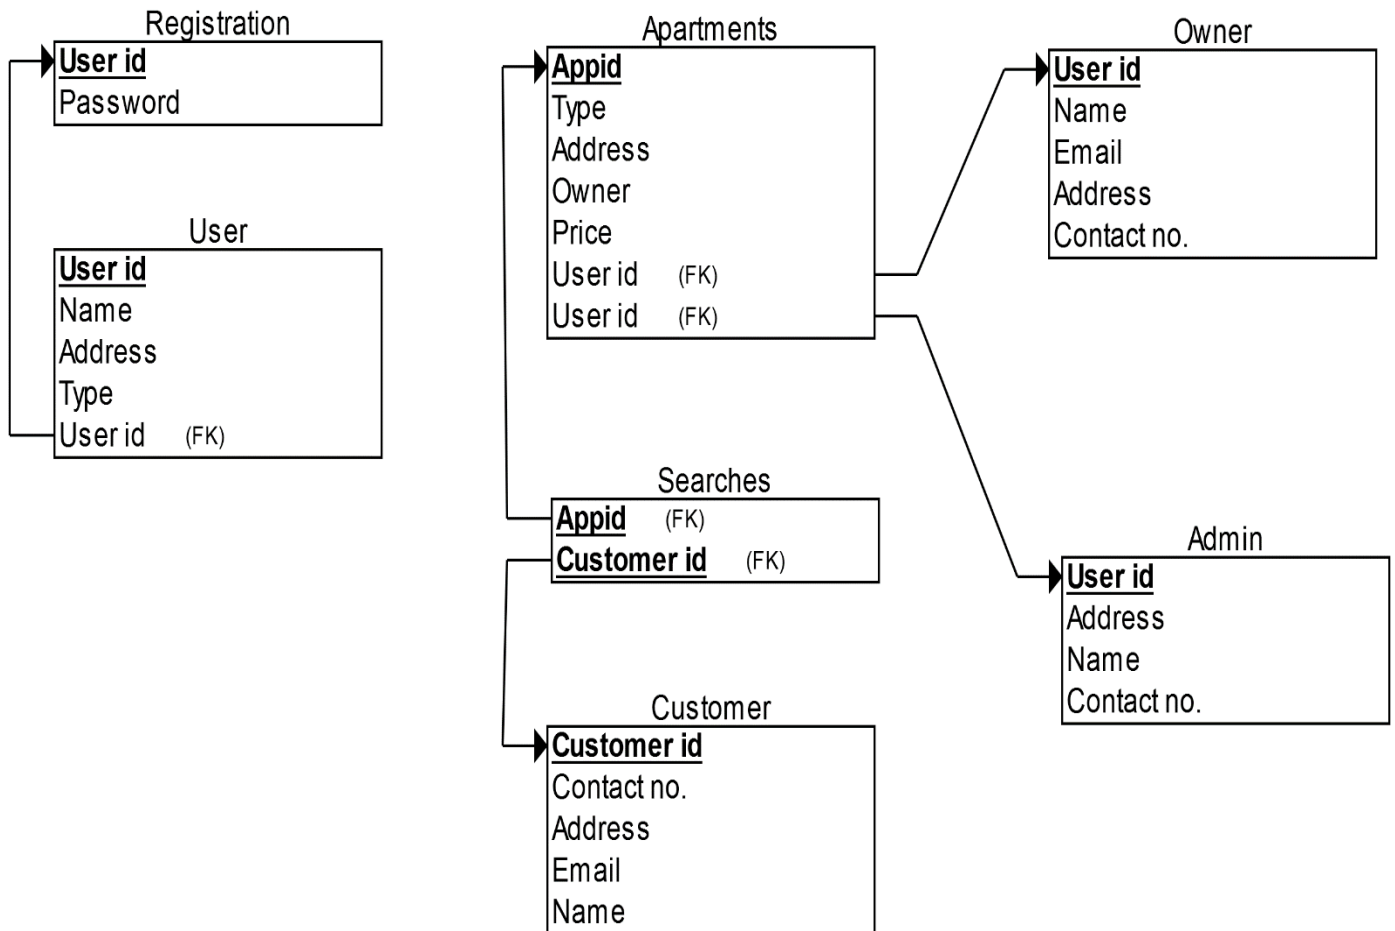 Registration
User id
Password
User
User id
Name
Address
Type
User id (FK)
Apartments
Appid
Type
Address
Owner
Price
User id (FK)
User id (FK)
Searches
Appid (FK)
Customer id (FK)
Customer
Customer id
Contact no.
Address
Email
Name
Owner
User id
Name
Email
Address
Contact no.
Admin
User id
Address
Name
Contact no.